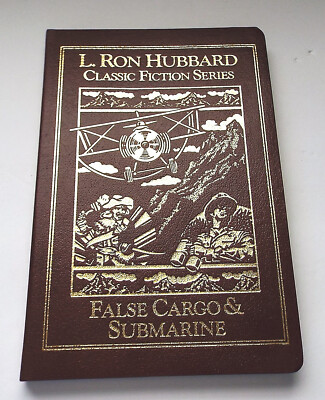 L. RON HUBBARD
CLASSIC FICTION SERIES
FALSE CARGO &
SUBMARINE